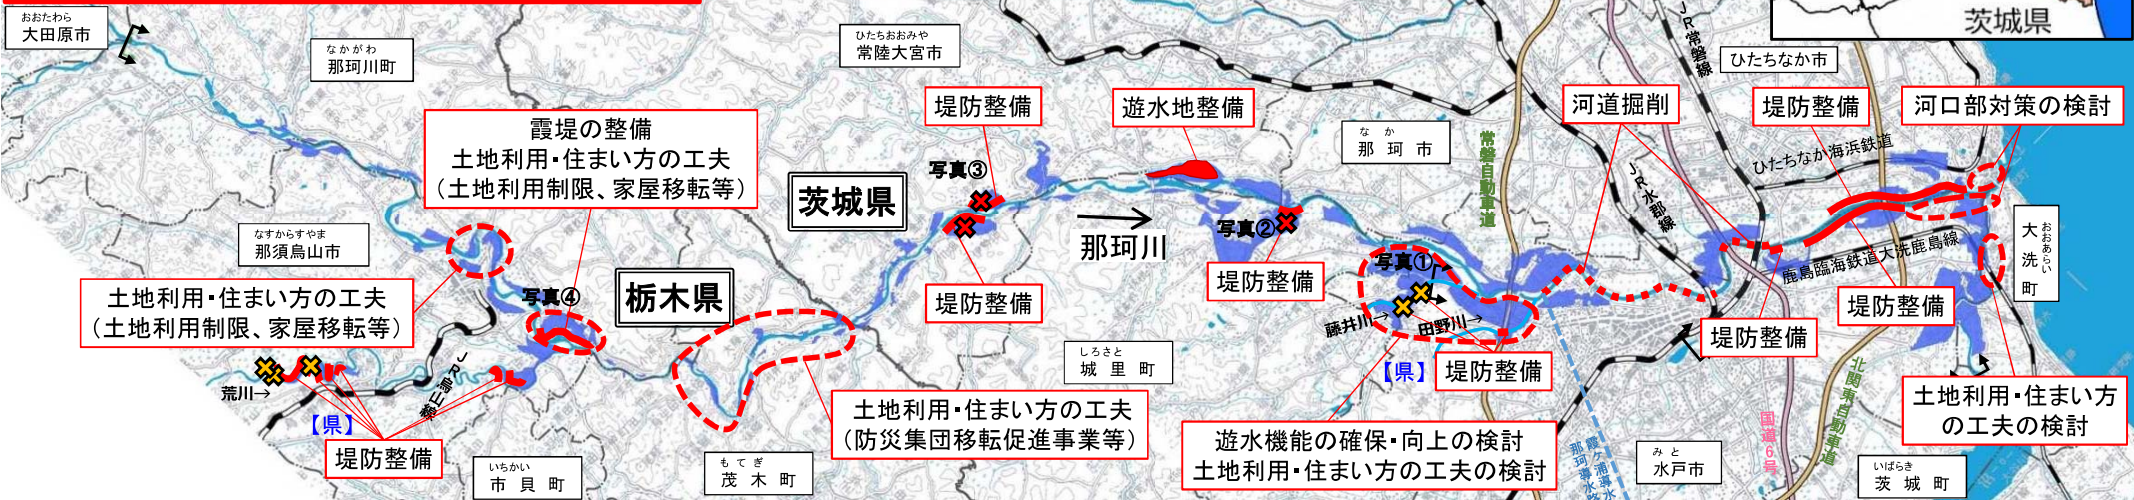 おおたわら
大田原市
なかがわ
那珂川町
ひたちおおみや
常陸大宮市
JR常磐線
ひたちなか市
茨城県
堤防整備
遊水地整備
河道掘削
堤防整備
河口部対策の検討
霞堤の整備
土地利用・住まい方の工夫
(土地利用制限、家屋移転等)
なか
那珂市
常磐自動車道
JR水郡線
ひたちなか海浜鉄道
写真③
茨城県
那珂川
写真②
なすからすやま
那須烏山市
おおあらい
大洗町
鹿島臨海鉄道大洗鹿島線
土地利用・住まい方の工夫
(土地利用制限、家屋移転等)
写真④
栃木県
堤防整備
堤防整備
写真①
堤防整備
藤井川→
田野川→
堤防整備
しろさと
城里町
【県】
堤防整備
荒川→
JR烏山線
【県】
堤防整備
土地利用・住まい方の工夫
(防災集団移転促進事業等)
遊水機能の確保・向上の検討
土地利用・住まい方の工夫の検討
土地利用・住まい方
の工夫の検討
北関東自動車道
国道6号
霞ケ浦導水
那珂導水路
いちかい
市貝町
もてぎ
茂木町
みと
水戸市
いばらき
茨城町